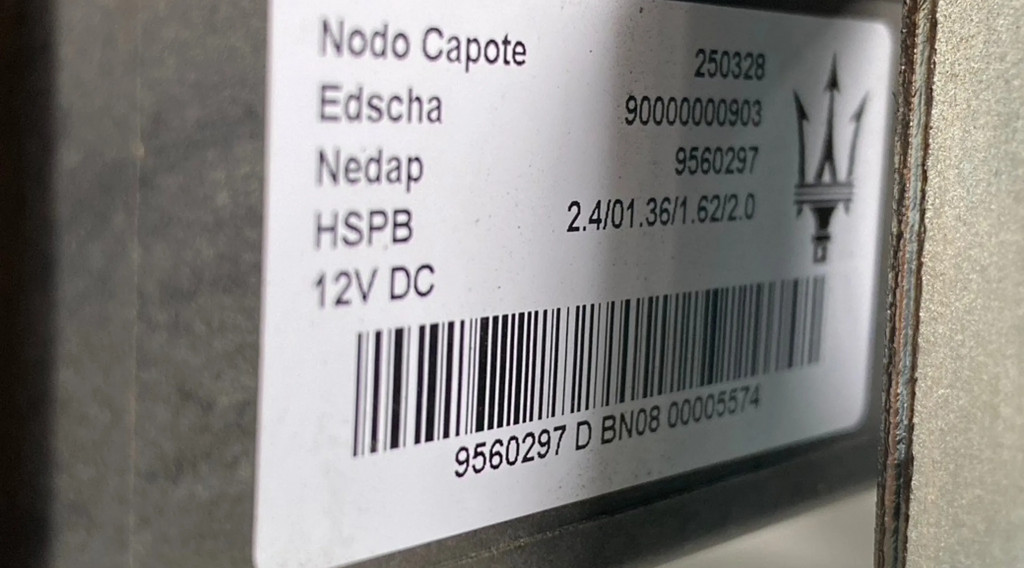 Nodo Capote 250328
Edscha 90000000903
Nedap 9560297
HSPB 2.4/01.36/1.62/2.0
12V DC
9560297 D BN08 00005574